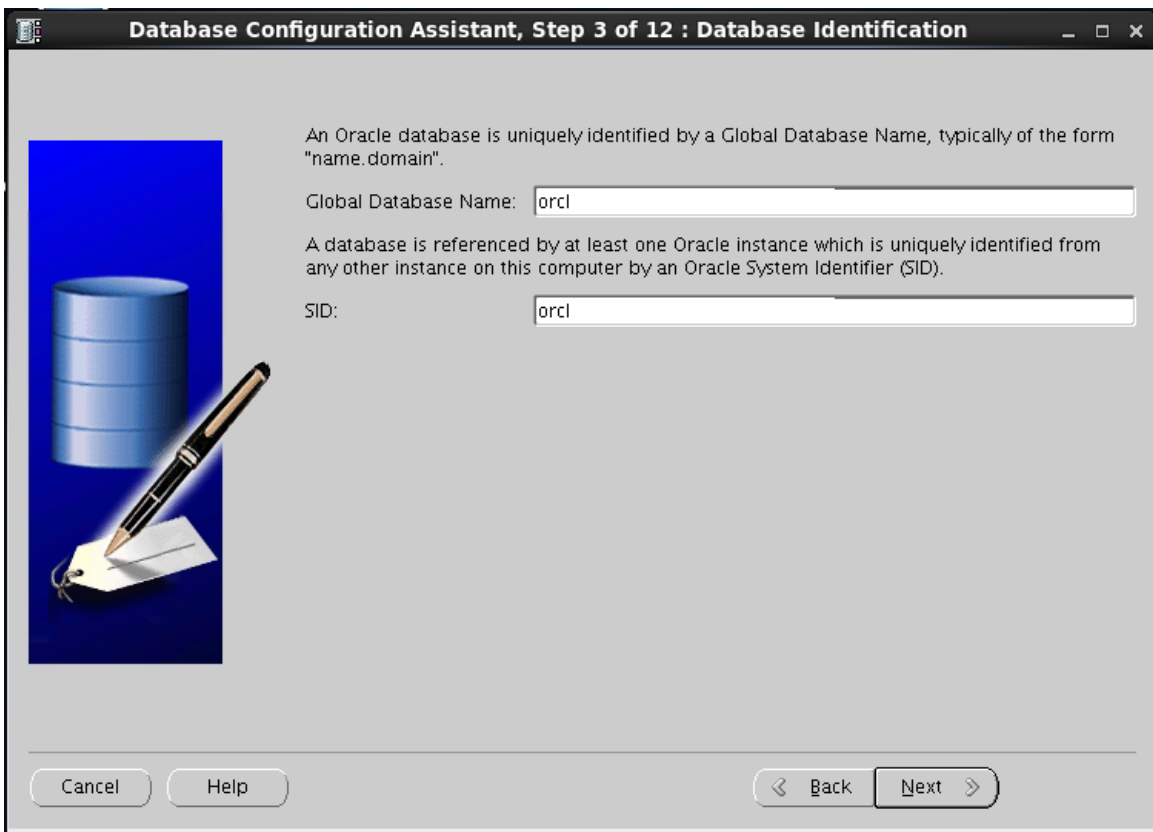 Database Configuration Assistant, Step 3 of 12 : Database Identification
An Oracle database is uniquely identified by a Global Database Name, typically of the form
"name.domain".
Global Database Name: orcl
A database is referenced by at least one Oracle instance which is uniquely identified from
any other instance on this computer by an Oracle System Identifier (SID).
SID: orcl
Cancel Help Back Next